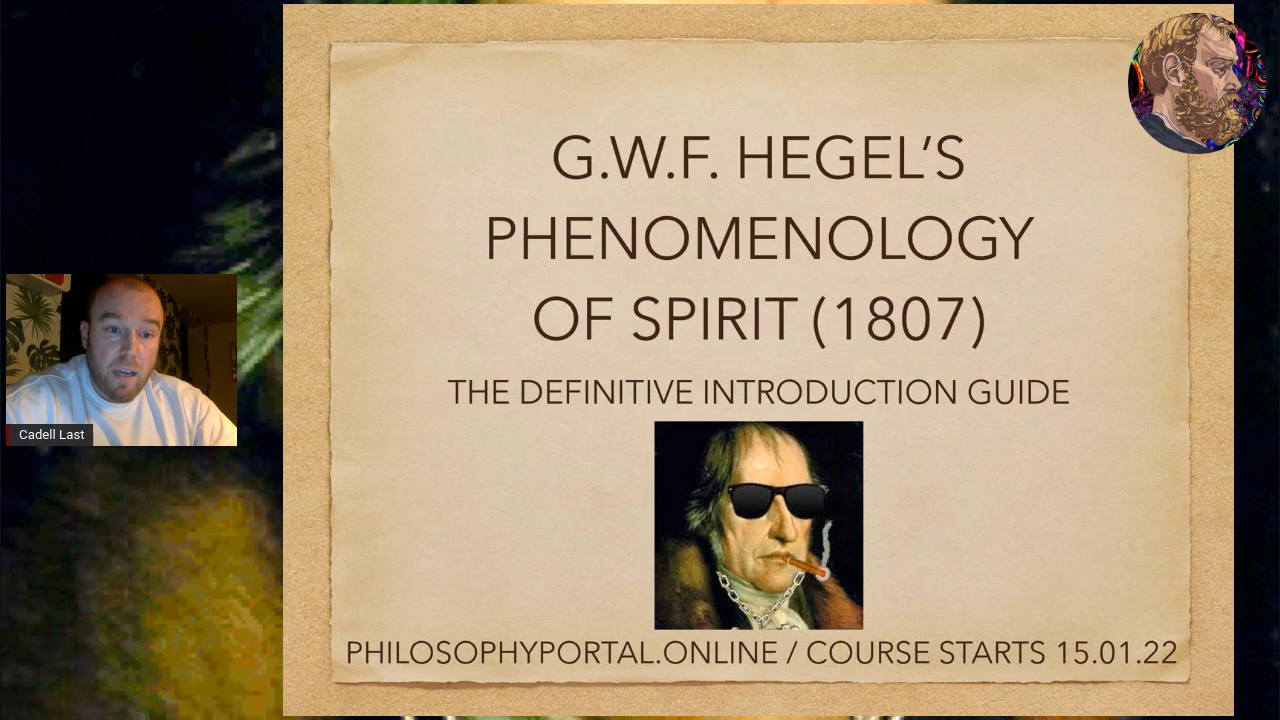 G.W.F. HEGEL’S
PHENOMENOLOGY
OF SPIRIT (1807)
THE DEFINITIVE INTRODUCTION GUIDE
Cadell Last
PHILOSOPHYPORTAL.ONLINE / COURSE STARTS 15.01.22